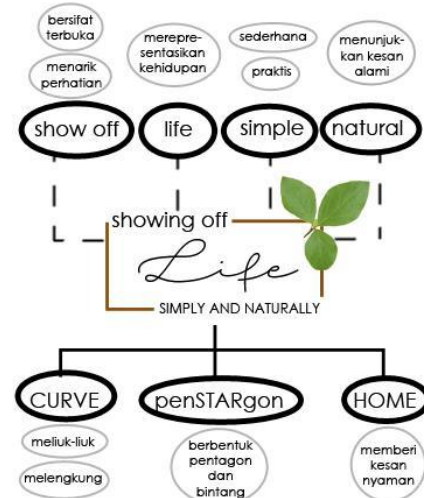 bersifat
terbuka
menarik
perhatian
merepre-
sentasikan
kehidupan
sederhana
praktis
menunjuk-
kan kesan
alami
show off
life
simple
natural
showing off
Life
SIMPLY AND NATURALLY
CURVE
penSTARgon
HOME
meliuk-liuk
melengkung
berbentuk
pentagon
dan
bintang
memberi
kesan
nyaman